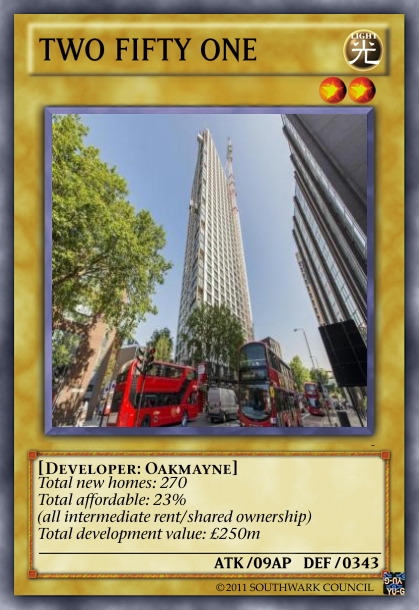 TWO FIFTY ONE
LIGHT
光
[DEVELOPER: OAKMAYNE]
Total new homes: 270
Total affordable: 23%
(all intermediate rent/shared ownership)
Total development value: £250m
ATK/09AP DEF/0343
©2011 SOUTHWARK COUNCIL